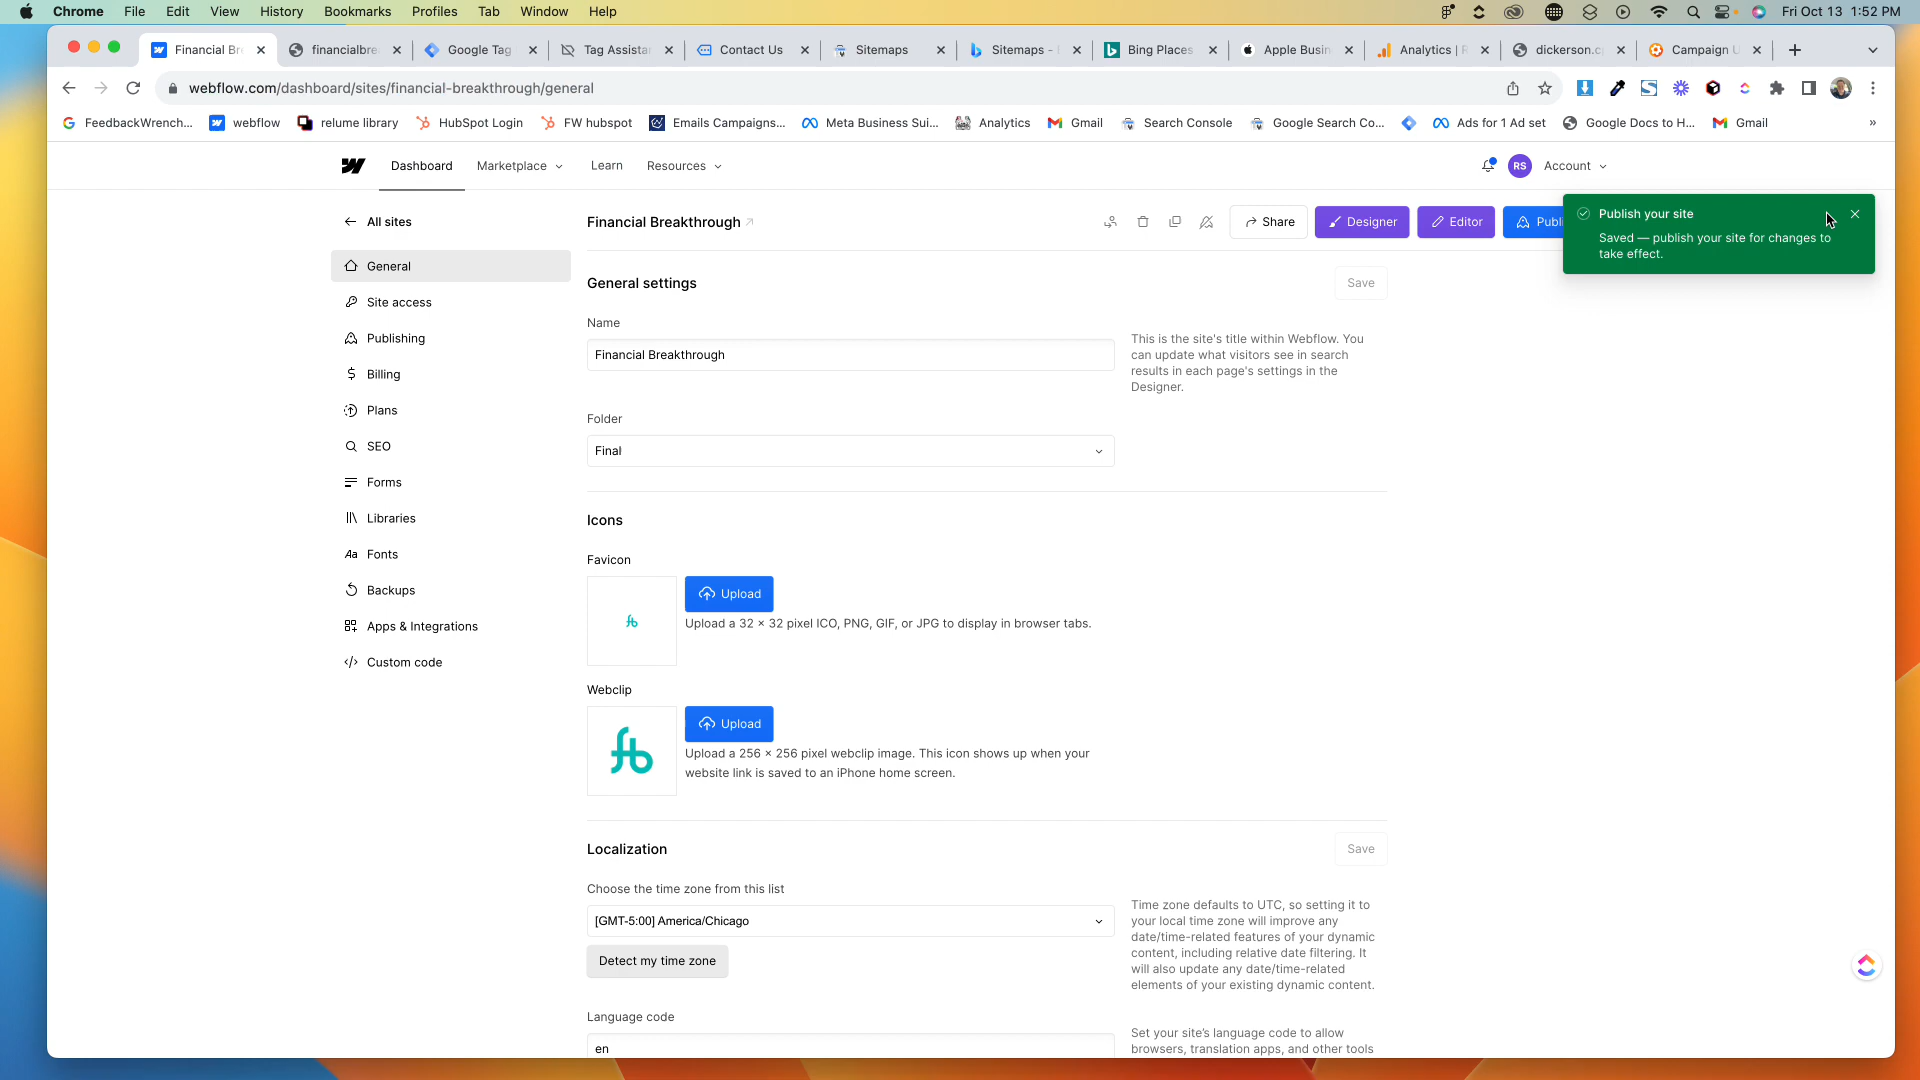 Chrome File Edit View History Bookmarks Profiles Tab Window Help Fri Oct 13 1:52 PM
Financial Br financialbre Google Tag Tag Assista Contact Us Sitemaps Sitemaps - Bing Places Apple Busin Analytics | R dickerson.c Campaign U
webflow.com/dashboard/sites/financial-breakthrough/general
FeedbackWrench... webflow relume library HubSpot Login FW hubspot Emails Campaigns... Meta Business Sui... Analytics Gmail Search Console Google Search Co... Ads for 1 Ad set Google Docs to H... Gmail »
Dashboard Marketplace Learn Resources RS Account
All sites
Financial Breakthrough
Share Designer Editor Publi
Publish your site
Saved — publish your site for changes to
take effect.
General
Site access
Publishing
Billing
Plans
SEO
Forms
Libraries
Aa Fonts
Backups
Apps & Integrations
Custom code
General settings
Save
Name
Financial Breakthrough
This is the site's title within Webflow. You
can update what visitors see in search
results in each page's settings in the
Designer.
Folder
Final
Icons
Favicon
fb
Upload
Upload a 32 × 32 pixel ICO, PNG, GIF, or JPG to display in browser tabs.
Webclip
fb
Upload
Upload a 256 × 256 pixel webclip image. This icon shows up when your
website link is saved to an iPhone home screen.
Localization
Save
Choose the time zone from this list
[GMT-5:00] America/Chicago
Detect my time zone
Time zone defaults to UTC, so setting it to
your local time zone will improve any
date/time-related features of your dynamic
content, including relative date filtering. It
will also update any date/time-related
elements of your existing dynamic content.
Language code
en
Set your site's language code to allow
browsers, translation apps, and other tools